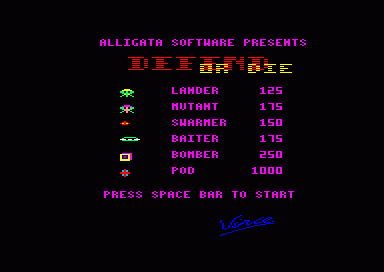 ALLIGATA SOFTWARE PRESENTS
DEFEND
OR DIE
LANDER 125
MUTANT 175
SWARMER 150
BAITER 175
BOMBER 250
POD 1000
PRESS SPACE BAR TO START